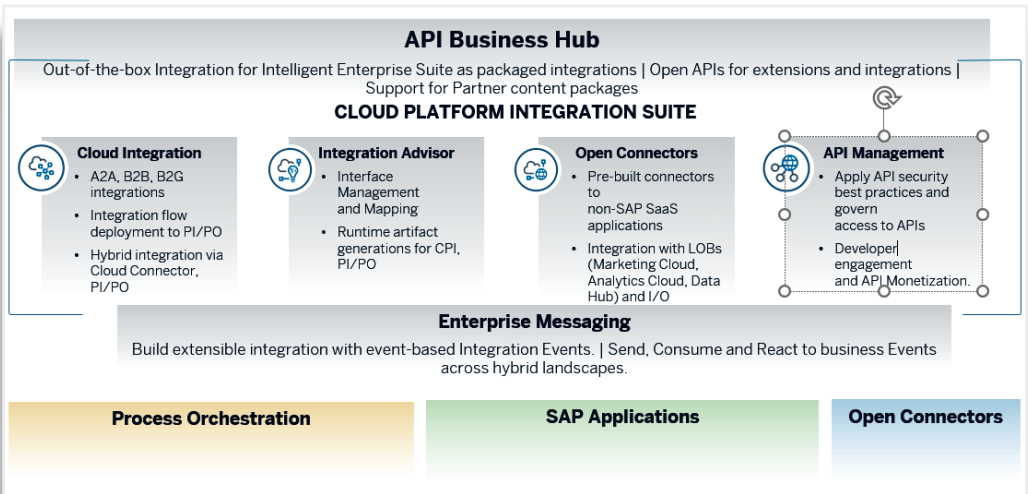 API Business Hub
Out-of-the-box Integration for Intelligent Enterprise Suite as packaged integrations | Open APIs for extensions and integrations |
Support for Partner content packages
CLOUD PLATFORM INTEGRATION SUITE
Cloud Integration
• A2A, B2B, B2G
integrations
• Integration flow
deployment to PI/PO
• Hybrid integration via
Cloud Connector,
PI/PO
Integration Advisor
• Interface
Management
and Mapping
• Runtime artifact
generations for CPI,
PI/PO
Open Connectors
• Pre-built connectors
to
non-SAP SaaS
applications
• Integration with LOBs
(Marketing Cloud,
Analytics Cloud, Data
Hub) and I/O
API Management
• Apply API security
best practices and
govern
access to APIs
• Developer
engagement
and API Monetization.
Enterprise Messaging
Build extensible integration with event-based Integration Events. | Send, Consume and React to business Events
across hybrid landscapes.
Process Orchestration
SAP Applications
Open Connectors